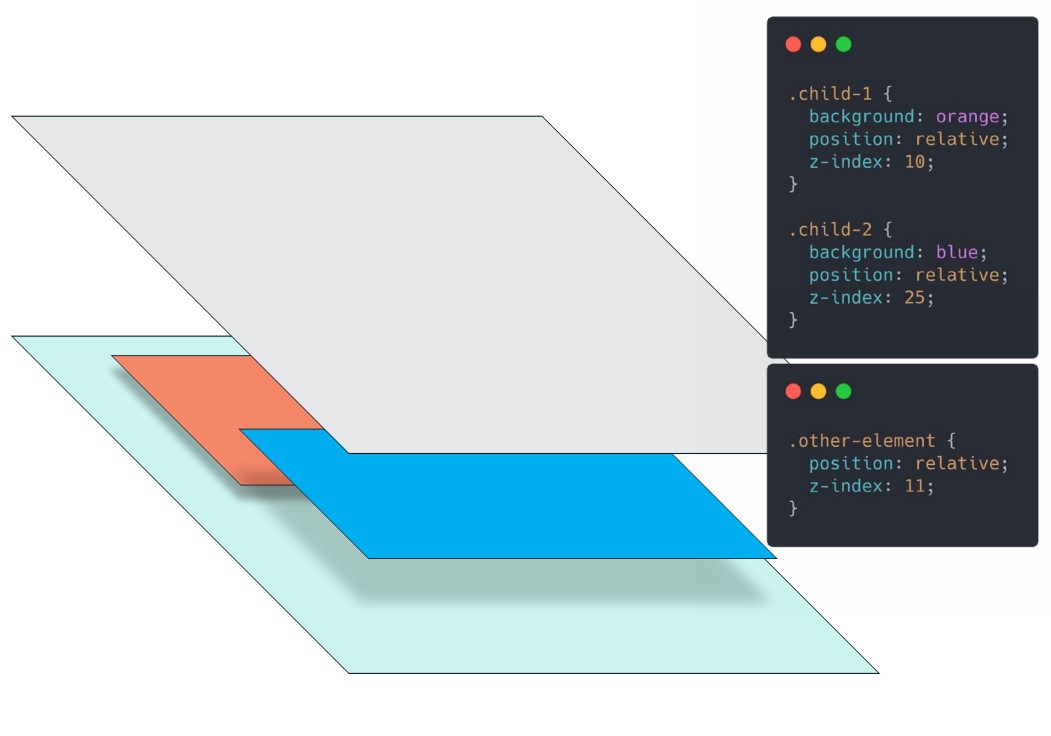 .child-1 {
  background: orange;
  position: relative;
  z-index: 10;
}
.child-2 {
  background: blue;
  position: relative;
  z-index: 25;
}
.other-element {
  position: relative;
  z-index: 11;
}